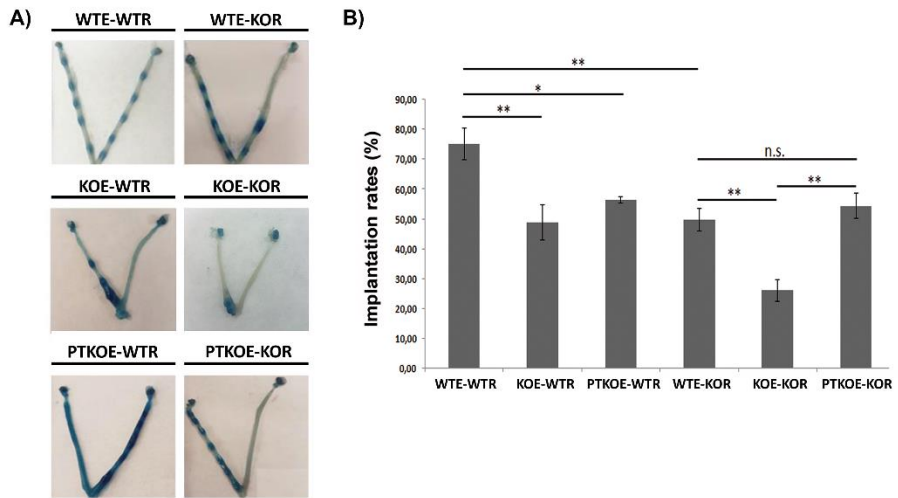 A)
WTE-WTR
WTE-KOR
KOE-WTR
KOE-KOR
PTKOE-WTR
PTKOE-KOR
B)
**
*
**
n.s.
**
**
Implantation rates (%)
90,00
80,00
70,00
60,00
50,00
40,00
30,00
20,00
10,00
0,00
WTE-WTR KOE-WTR PTKOE-WTR WTE-KOR KOE-KOR PTKOE-KOR